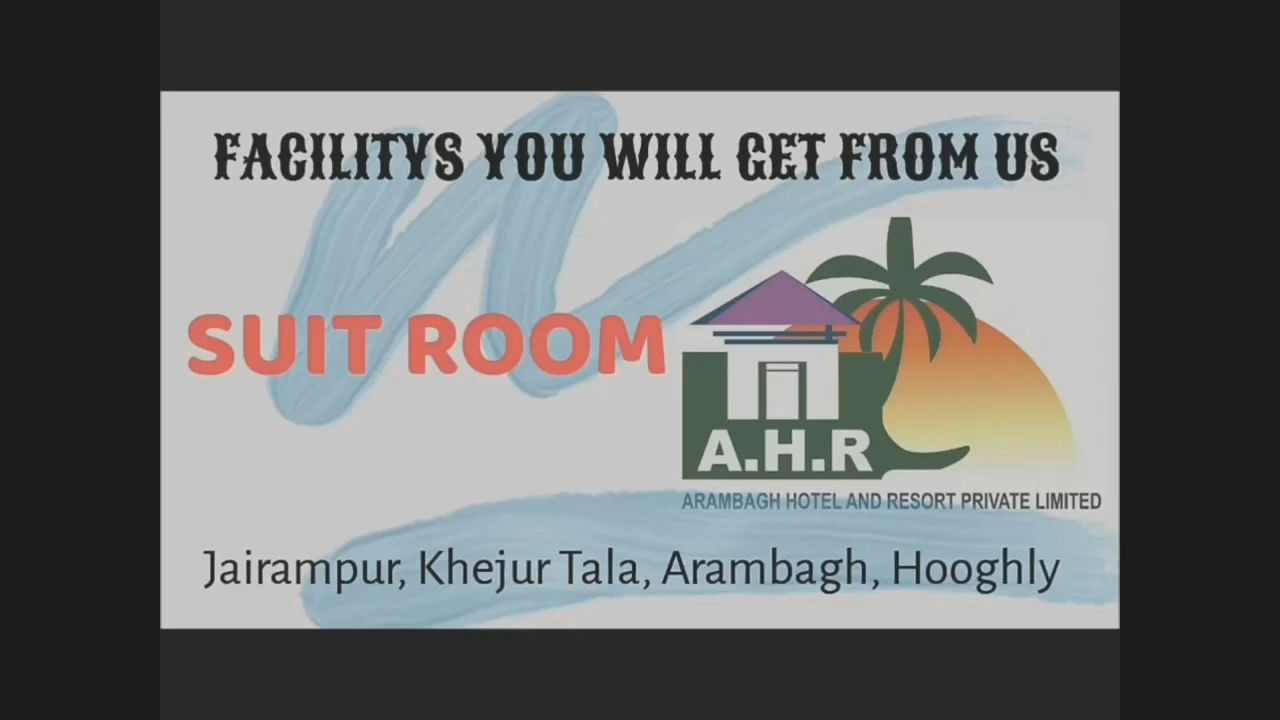 FACILITYS YOU WILL GET FROM US
SUIT ROOM
A.H.R
ARAMBAGH HOTEL AND RESORT PRIVATE LIMITED
Jairampur, Khejur Tala, Arambagh, Hooghly